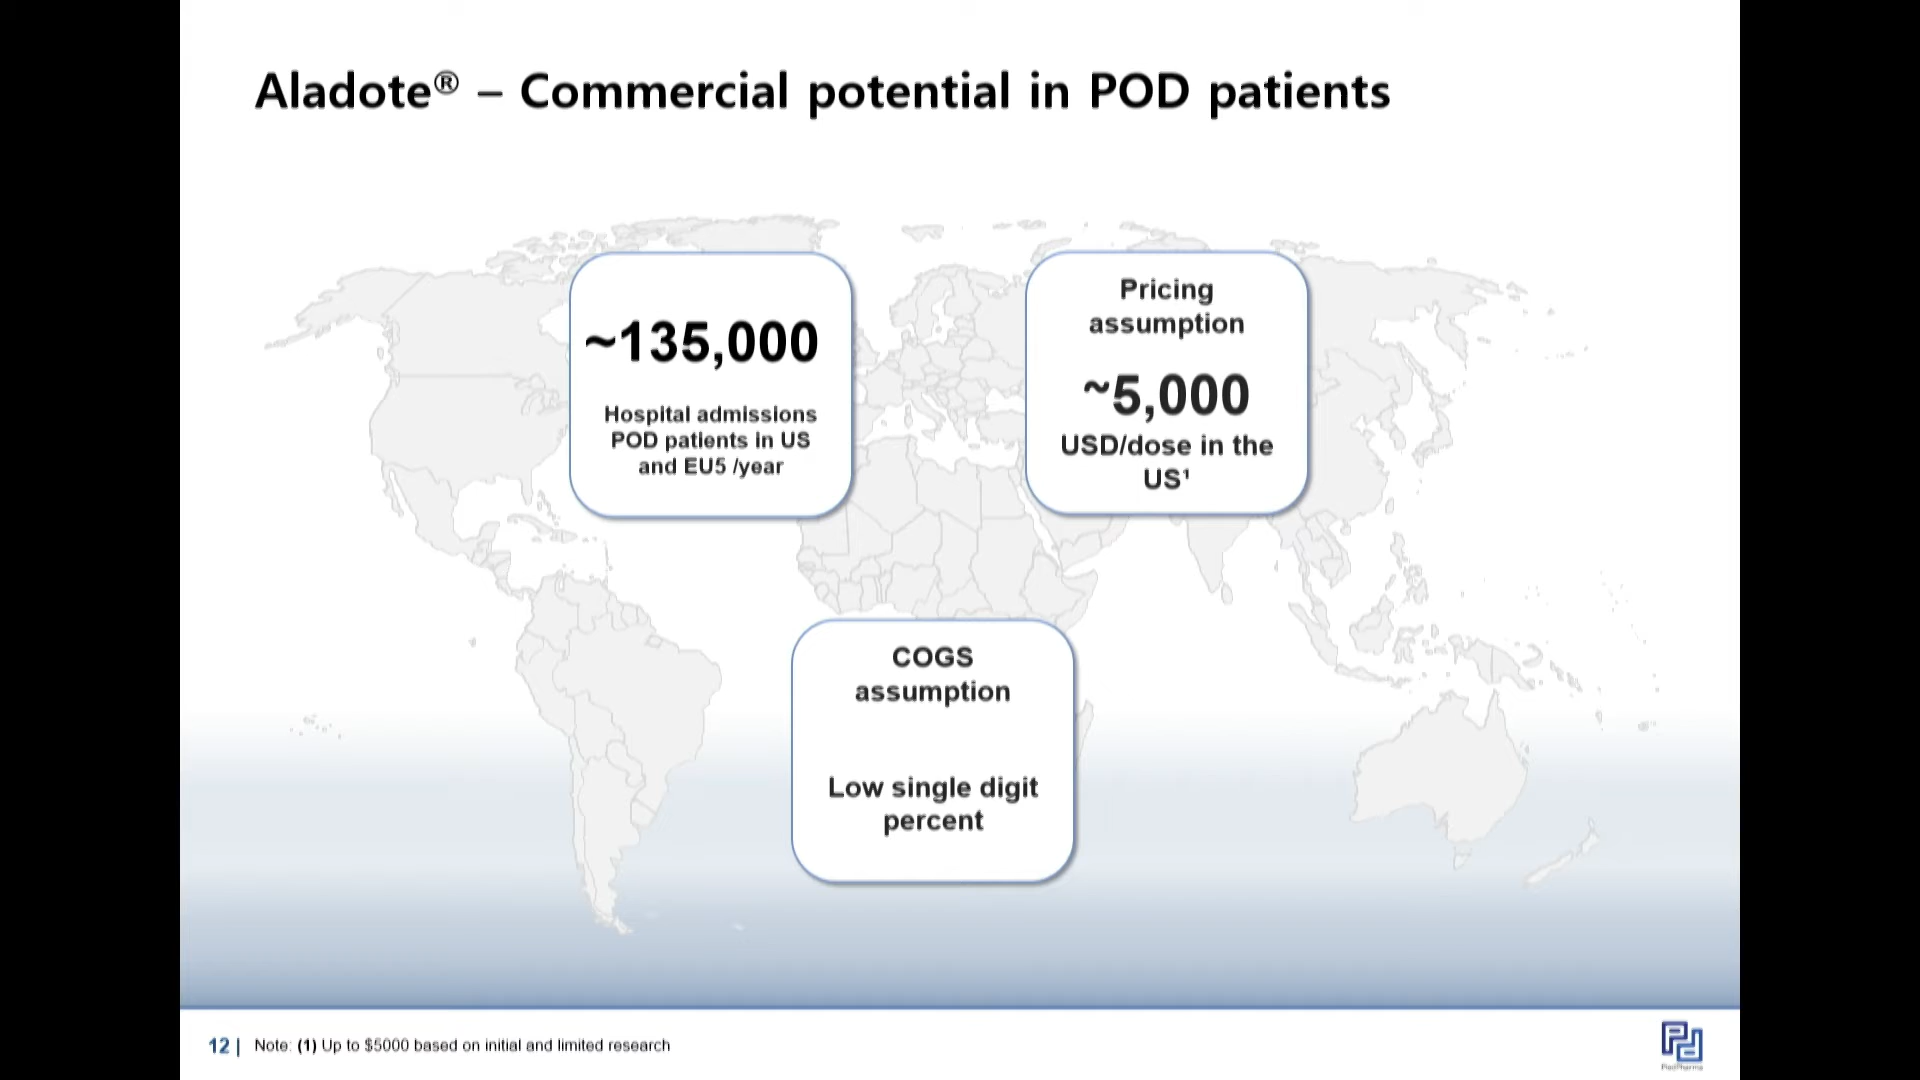 Aladote® – Commercial potential in POD patients
~135,000
Hospital admissions
POD patients in US
and EU5 /year
Pricing
assumption
~5,000
USD/dose in the
US¹
COGS
assumption
Low single digit
percent
12 | Note: (1) Up to $5000 based on initial and limited research
PledPharma